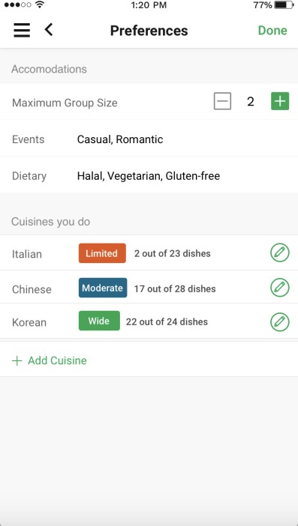 1:20 PM 77%
Preferences Done
Accomodations
Maximum Group Size 2
Events Casual, Romantic
Dietary Halal, Vegetarian, Gluten-free
Cuisines you do
Italian Limited 2 out of 23 dishes
Chinese Moderate 17 out of 28 dishes
Korean Wide 22 out of 24 dishes
+ Add Cuisine